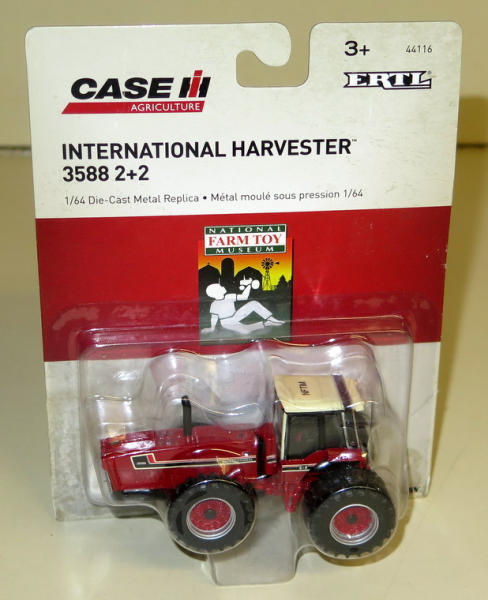 3+
44116
CASE IH
AGRICULTURE
ERTL
INTERNATIONAL HARVESTER™
3588 2+2
1/64 Die-Cast Metal Replica • Métal moulé sous pression 1/64
NATIONAL
FARM TOY
MUSEUM
NFTM